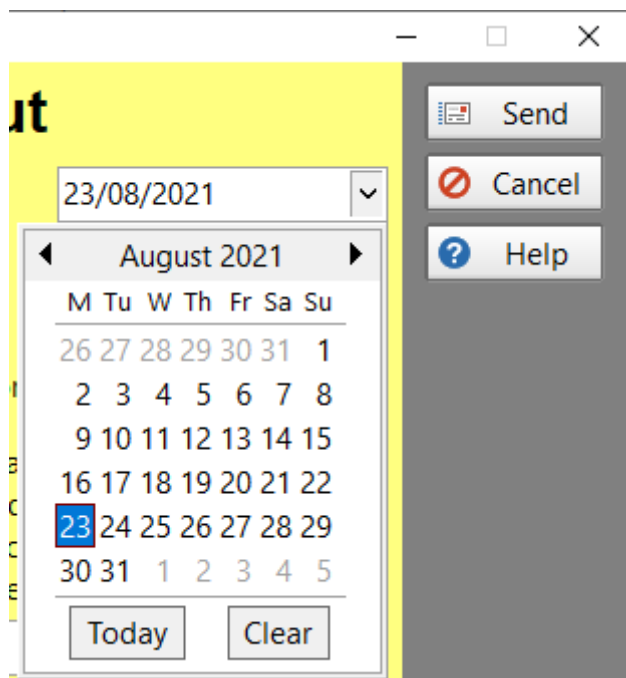 ut
Send
23/08/2021
Cancel
August 2021
Help
M Tu W Th Fr Sa Su
26 27 28 29 30 31 1
2 3 4 5 6 7 8
9 10 11 12 13 14 15
16 17 18 19 20 21 22
23 24 25 26 27 28 29
30 31 1 2 3 4 5
Today Clear